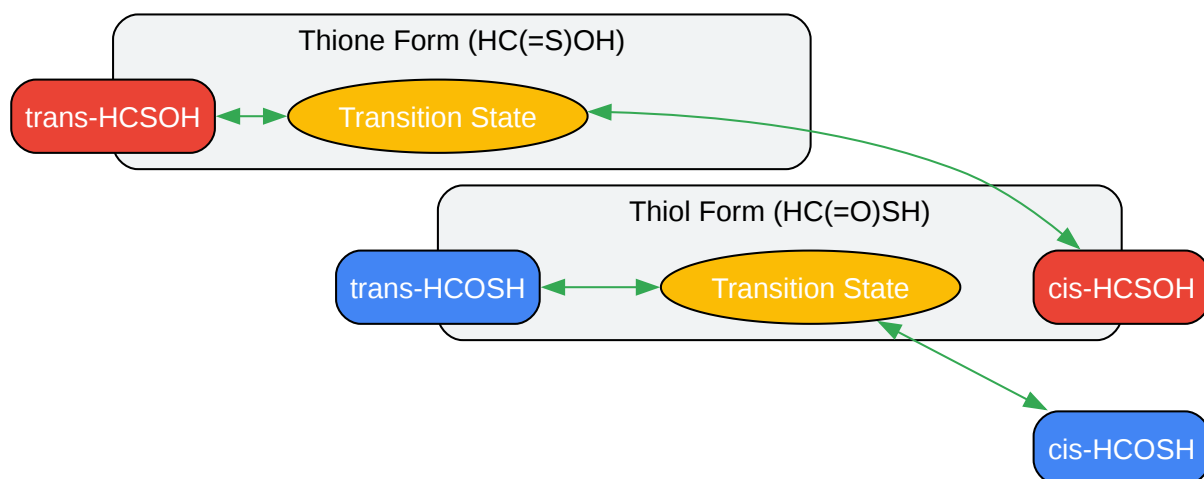 Thione Form (HC(=S)OH)
trans-HCSOH
Transition State
Thiol Form (HC(=O)SH)
trans-HCOSH
Transition State
cis-HCSOH
cis-HCOSH